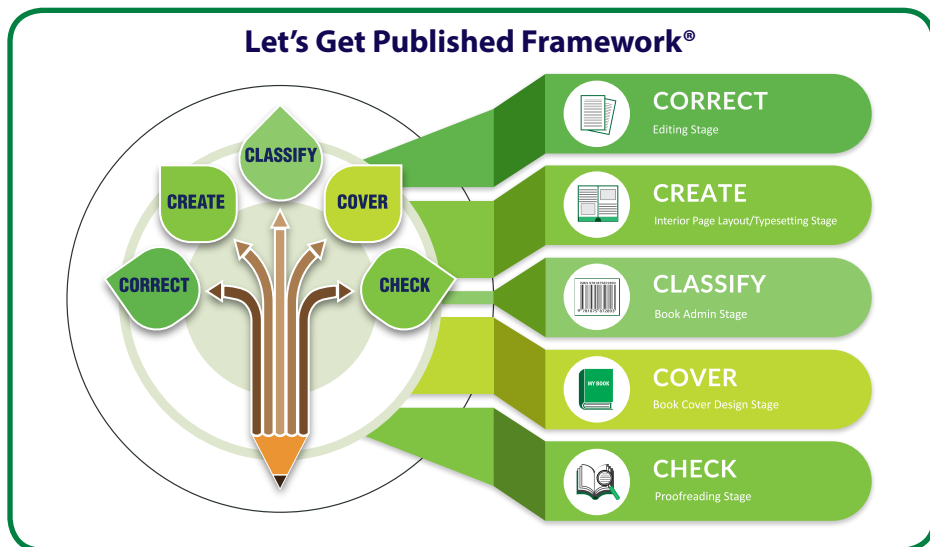 Let's Get Published Framework®
CLASSIFY
CREATE
COVER
CORRECT
CHECK
CORRECT
Editing Stage
CREATE
Interior Page Layout/Typesetting Stage
CLASSIFY
Book Admin Stage
COVER
MY BOOK
Book Cover Design Stage
CHECK
Proofreading Stage